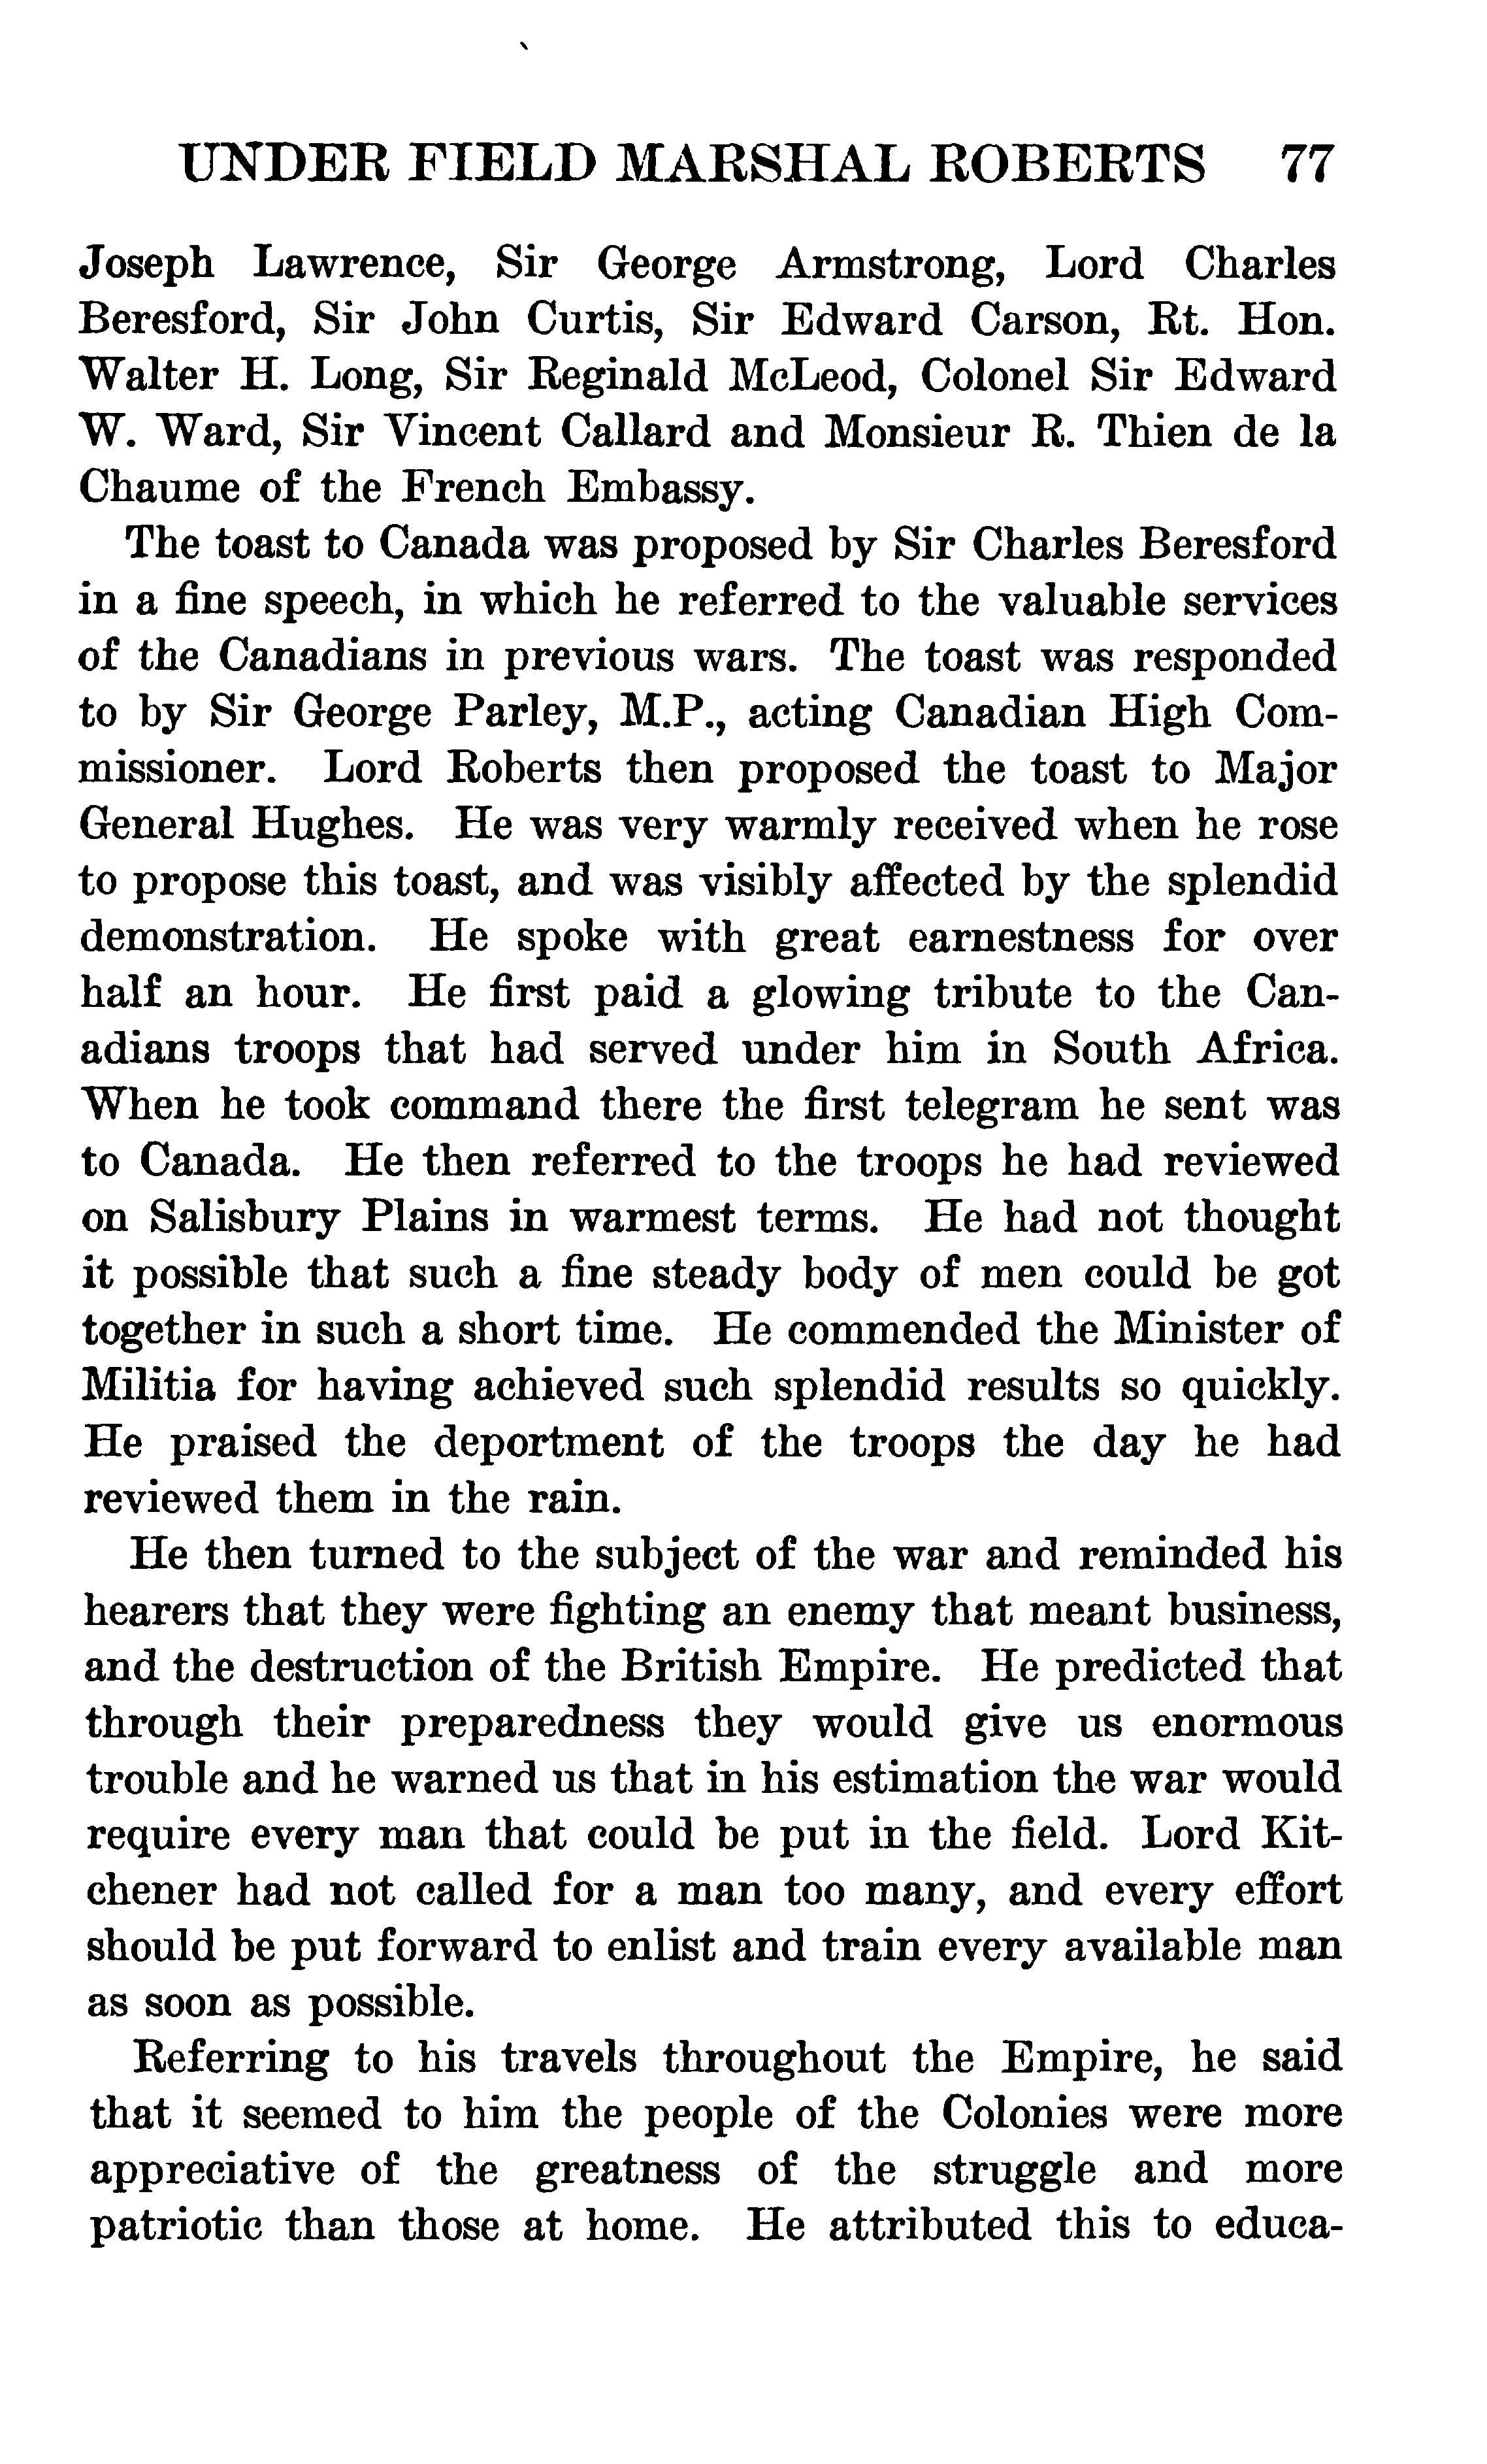 UNDER FIELD MARSHAL ROBERTS 77
Joseph Lawrence, Sir George Armstrong, Lord Charles
Beresford, Sir John Curtis, Sir Edward Carson, Rt. Hon.
Walter H. Long, Sir Reginald McLeod, Colonel Sir Edward
W. Ward, Sir Vincent Callard and Monsieur R. Thien de la
Chaume of the French Embassy.
The toast to Canada was proposed by Sir Charles Beresford
in a fine speech, in which he referred to the valuable services
of the Canadians in previous wars. The toast was responded
to by Sir George Parley, M.P., acting Canadian High Com-
missioner. Lord Roberts then proposed the toast to Major
General Hughes. He was very warmly received when he rose
to propose this toast, and was visibly affected by the splendid
demonstration. He spoke with great earnestness for over
half an hour. He first paid a glowing tribute to the Can-
adians troops that had served under him in South Africa.
When he took command there the first telegram he sent was
to Canada. He then referred to the troops he had reviewed
on Salisbury Plains in warmest terms. He had not thought
it possible that such a fine steady body of men could be got
together in such a short time. He commended the Minister of
Militia for having achieved such splendid results so quickly.
He praised the deportment of the troops the day he had
reviewed them in the rain.
He then turned to the subject of the war and reminded his
hearers that they were fighting an enemy that meant business,
and the destruction of the British Empire. He predicted that
through their preparedness they would give us enormous
trouble and he warned us that in his estimation the war would
require every man that could be put in the field. Lord Kit-
chener had not called for a man too many, and every effort
should be put forward to enlist and train every available man
as soon as possible.
Referring to his travels throughout the Empire, he said
that it seemed to him the people of the Colonies were more
appreciative of the greatness of the struggle and more
patriotic than those at home. He attributed this to educa-